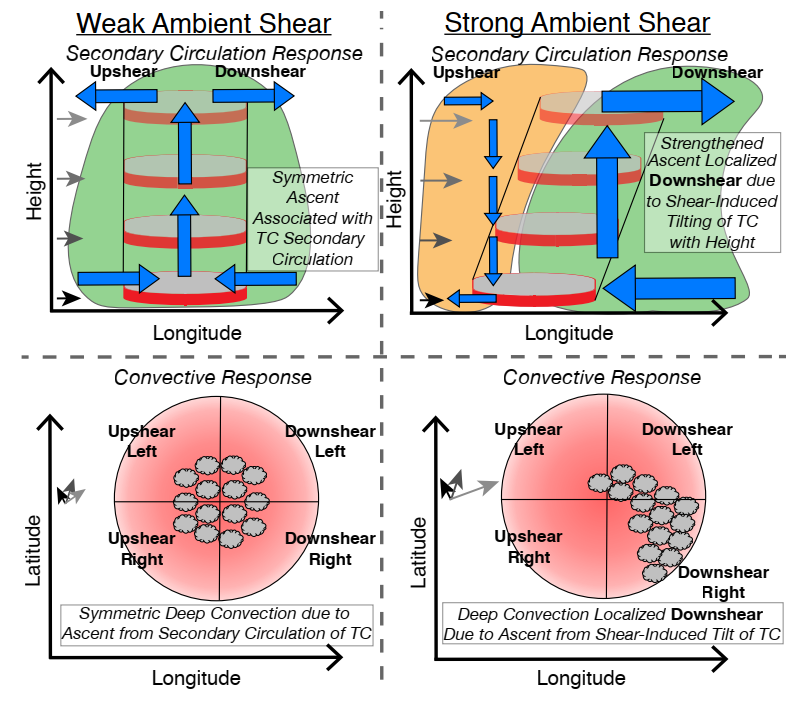 Weak Ambient Shear
Secondary Circulation Response
Upshear
Downshear
Height
Symmetric
Ascent
Associated with
TC Secondary
Circulation
Longitude
Strong Ambient Shear
Secondary Circulation Response
Upshear
Downshear
Height
Strengthened
Ascent Localized
Downshear due
to Shear-Induced
Tilting of TC
with Height
Longitude
Convective Response
Upshear
Left
Downshear
Left
Latitude
Upshear
Right
Downshear
Right
Symmetric Deep Convection due to
Ascent from Secondary Circulation of TC
Longitude
Convective Response
Upshear
Left
Downshear
Left
Latitude
Upshear
Right
Downshear
Right
Deep Convection Localized Downshear
Due to Ascent from Shear-Induced Tilt of TC
Longitude